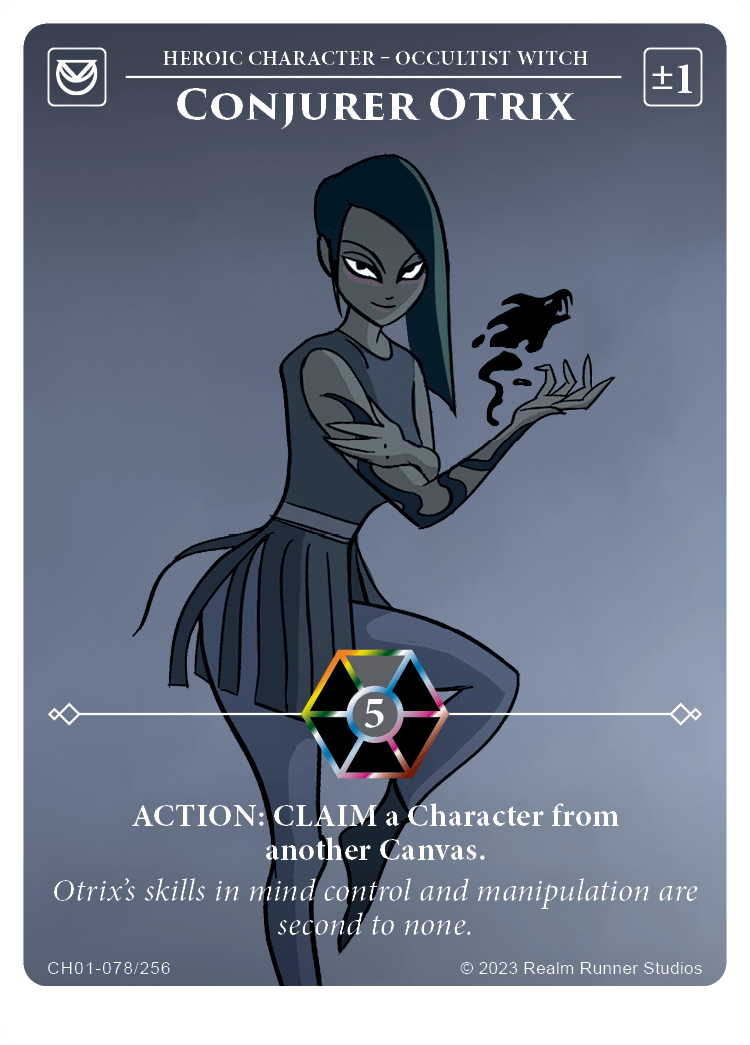 HEROIC CHARACTER – OCCULTIST WITCH
±1
CONJURER OTRIX
5
ACTION: CLAIM a Character from
another Canvas.
Otrix’s skills in mind control and manipulation are
second to none.
CH01-078/256
© 2023 Realm Runner Studios